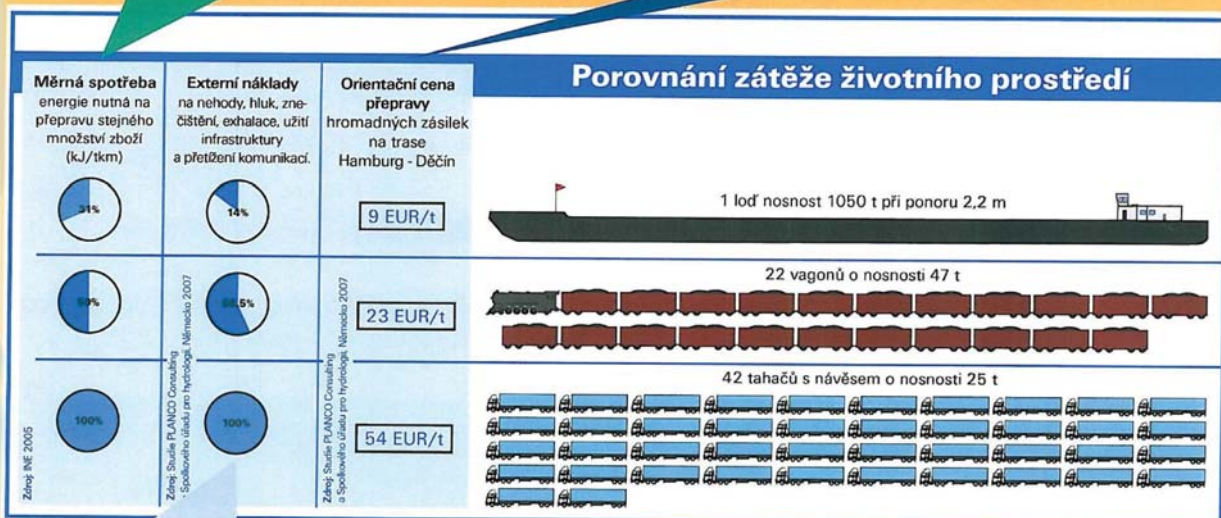 Porovnání zátěže životního prostředí
Měrná spotřeba
energie nutná na
přepravu stejného
množství zboží
(kJ/tkm)
Externí náklady
na nehody, hluk, zne-
čištění, exhalace, užití
infrastruktury
a přetížení komunikací.
Orientační cena
přepravy
hromadných zásilek
na trase
Hamburg - Děčín
31%
14%
9 EUR/t
1 loď nosnost 1050 t při ponoru 2,2 m
50%
,5%
23 EUR/t
22 vagonů o nosnosti 47 t
100%
100%
54 EUR/t
42 tahačů s návěsem o nosnosti 25 t
Zdroj: INE 2005
Zdroj: Studie PLANCO Consulting
Spolkového úřadu pro hydrologii, Německo 2007
Zdroj: Studie PLANCO Consulting
a Spolkového úřadu pro hydrologii, Německo 2007